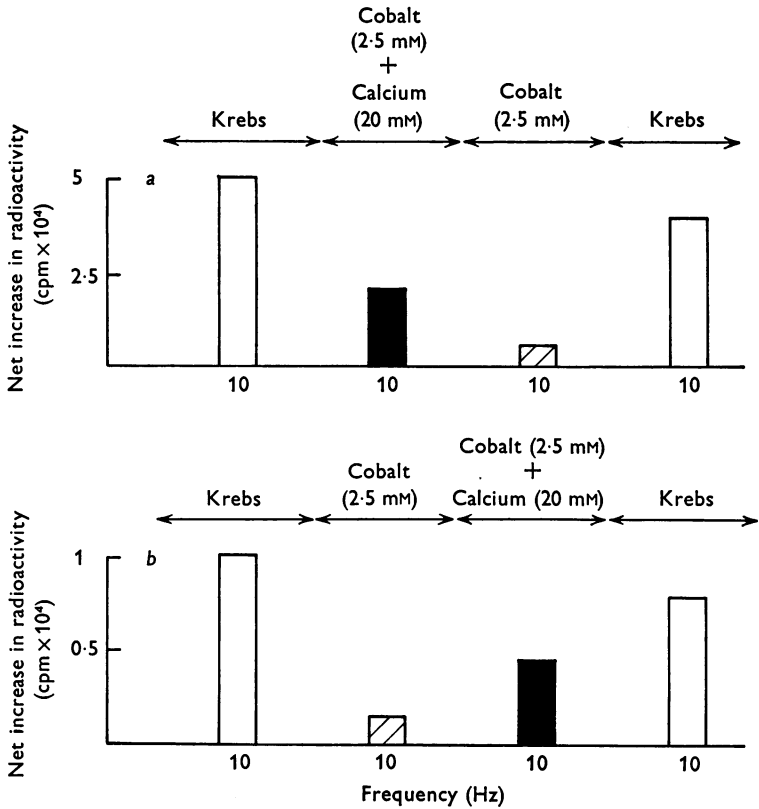 Cobalt
(2·5 mM)
+
Calcium
(20 mM)
Krebs
Cobalt
(2·5 mM)
Krebs
Net increase in radioactivity
(cpm × 10⁴)
5
2·5
a
10
10
10
10
Cobalt (2·5 mM)
+
Calcium (20 mM)
Krebs
Cobalt
(2·5 mM)
Krebs
Net increase in radioactivity
(cpm × 10⁴)
1
0·5
b
10
10
10
10
Frequency (Hz)